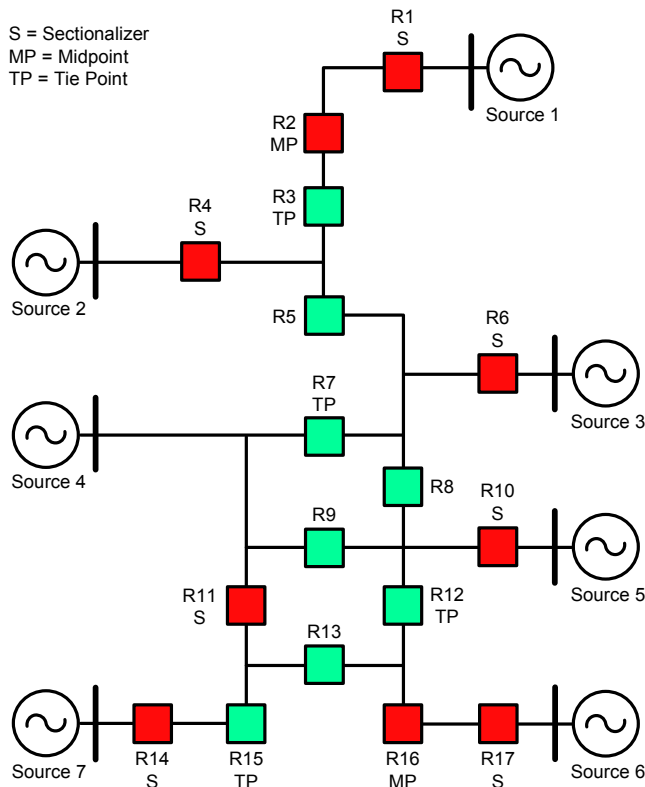 S = Sectionalizer
MP = Midpoint
TP = Tie Point
R1
S
Source 1
R2
MP
R3
TP
R4
S
Source 2
R5
R6
S
Source 3
R7
TP
Source 4
R8
R9
R10
S
Source 5
R11
S
R12
TP
R13
Source 7
R14
S
R15
TP
R16
MP
R17
S
Source 6